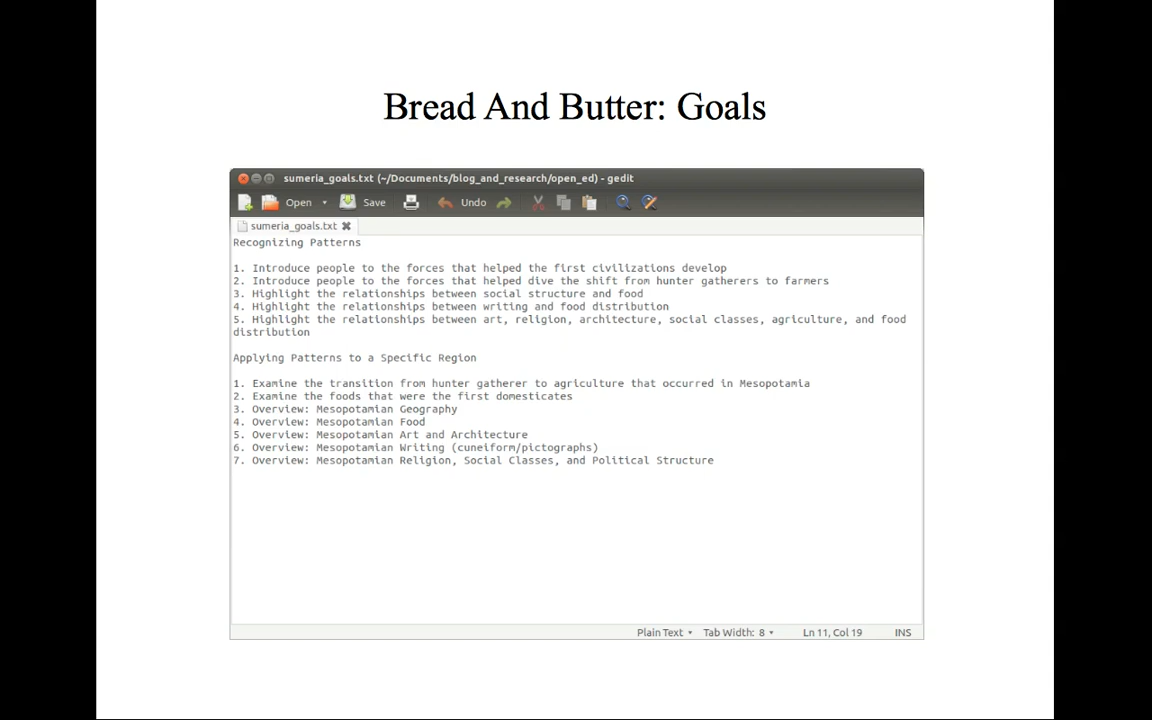 Bread And Butter: Goals
sumeria_goals.txt (~/Documents/blog_and_research/open_ed) - gedit
Open Save Undo
sumeria_goals.txt
Recognizing Patterns
1. Introduce people to the forces that helped the first civilizations develop
2. Introduce people to the forces that helped dive the shift from hunter gatherers to farmers
3. Highlight the relationships between social structure and food
4. Highlight the relationships between writing and food distribution
5. Highlight the relationships between art, religion, architecture, social classes, agriculture, and food
distribution
Applying Patterns to a Specific Region
1. Examine the transition from hunter gatherer to agriculture that occurred in Mesopotamia
2. Examine the foods that were the first domesticates
3. Overview: Mesopotamian Geography
4. Overview: Mesopotamian Food
5. Overview: Mesopotamian Art and Architecture
6. Overview: Mesopotamian Writing (cuneiform/pictographs)
7. Overview: Mesopotamian Religion, Social Classes, and Political Structure
Plain Text Tab Width: 8 Ln 11, Col 19 INS